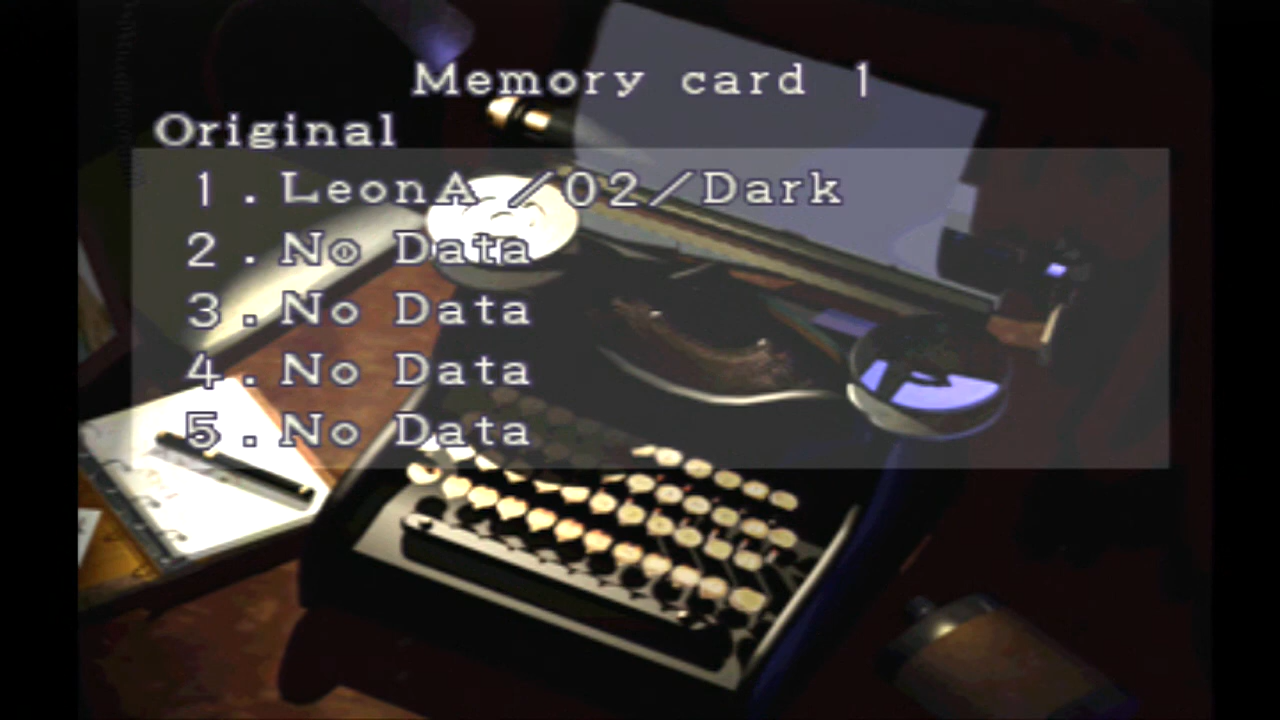 Memory card 1
Original
1. LeonA /02/Dark
2. No Data
3. No Data
4. No Data
5. No Data